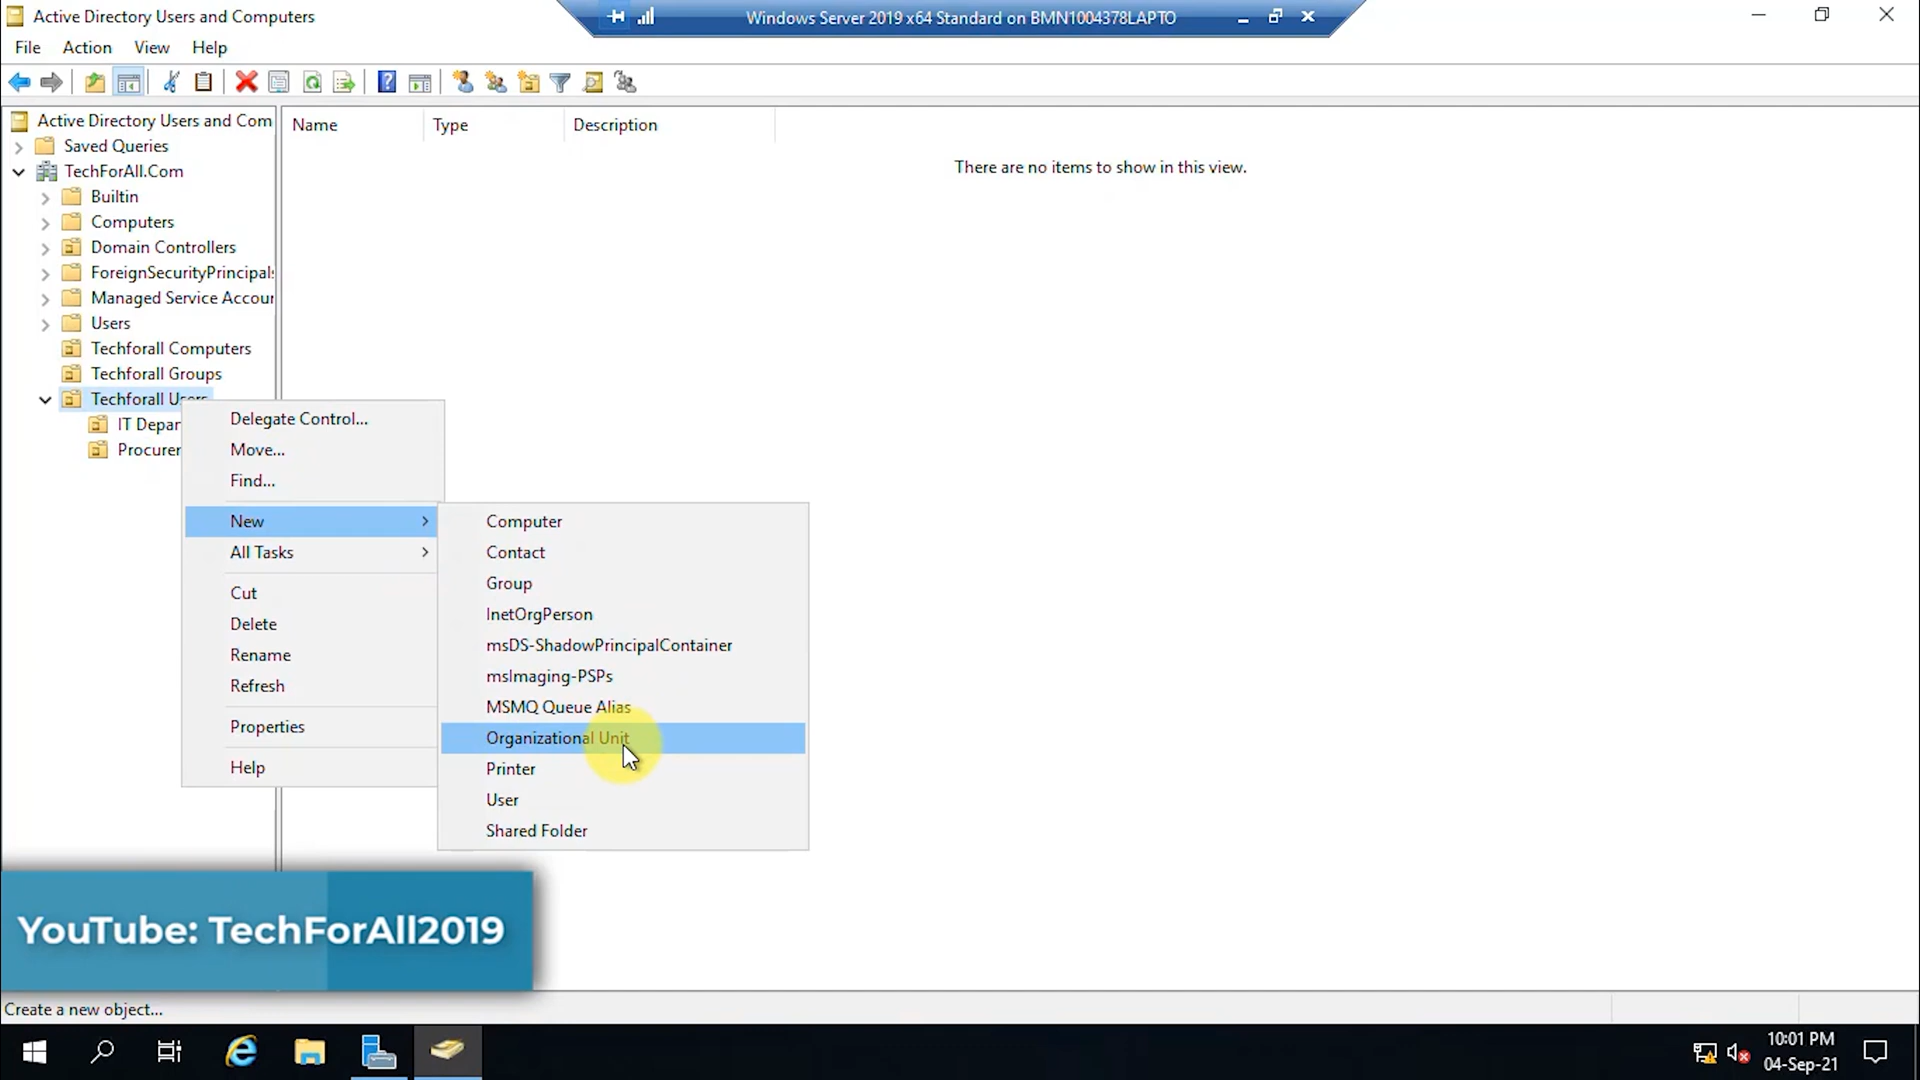 Active Directory Users and Computers
Windows Server 2019 x64 Standard on BMN1004378LAPTO
File Action View Help
Active Directory Users and Com
Saved Queries
TechForAll.Com
Builtin
Computers
Domain Controllers
ForeignSecurityPrincipals
Managed Service Accour
Users
Techforall Computers
Techforall Groups
Techforall Users
IT Depar
Procurer
Name Type Description
There are no items to show in this view.
Delegate Control...
Move...
Find...
New
All Tasks
Cut
Delete
Rename
Refresh
Properties
Help
Computer
Contact
Group
InetOrgPerson
msDS-ShadowPrincipalContainer
msImaging-PSPs
MSMQ Queue Alias
Organizational Unit
Printer
User
Shared Folder
YouTube: TechForAll2019
Create a new object...
10:01 PM
04-Sep-21